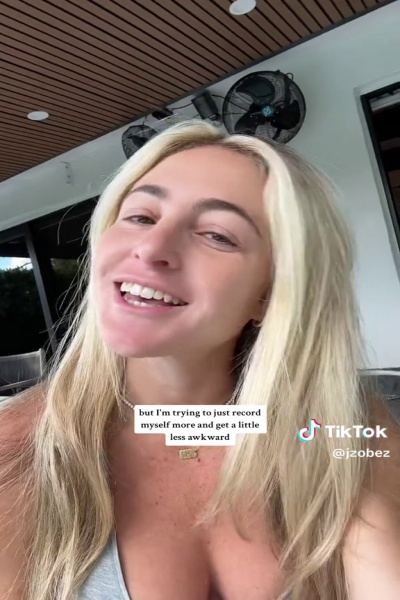 but I'm trying to just record
myself more and get a little
less awkward
TikTok
@jzobez